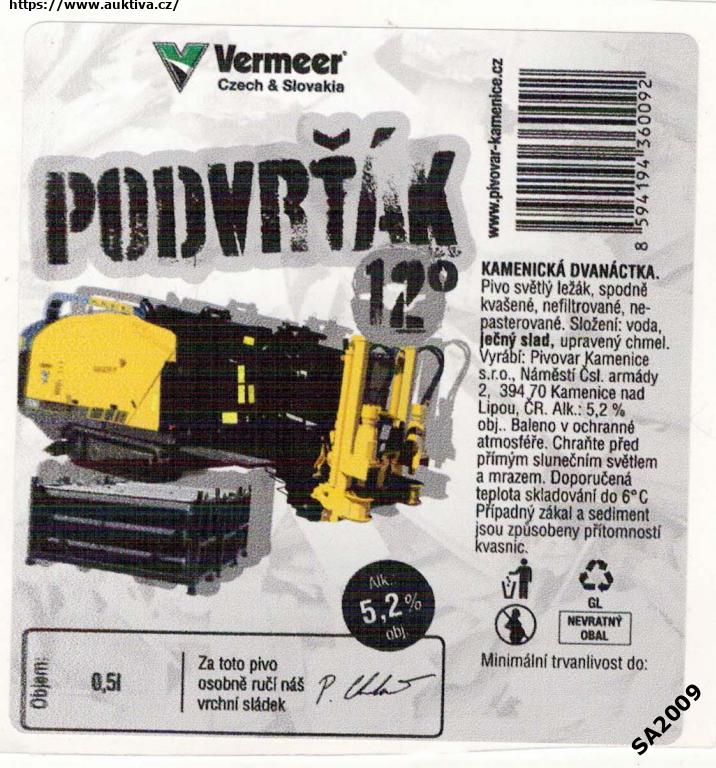 https://www.auktiva.cz/
Vermeer®
Czech & Slovakia
PODVRŤÁK
12°
www.pivovar-kamenice.cz
8 594194 360092
KAMENICKÁ DVANÁCTKA.
Pivo světlý ležák, spodně
kvašené, nefiltrované, ne-
pasterované. Složení: voda,
ječný slad, upravený chmel.
Vyrábí: Pivovar Kamenice
s.r.o., Náměstí Čsl. armády
2, 394 70 Kamenice nad
Lipou, ČR. Alk.: 5,2 %
obj.. Baleno v ochranné
atmosféře. Chraňte před
přímým slunečním světlem
a mrazem. Doporučená
teplota skladování do 6°C
Případný zákal a sediment
jsou způsobeny přítomností
kvasnic.
GL
NEVRATNÝ
OBAL
Minimální trvanlivost do:
Alk.:
5,2%
obj.
Objem:
0,5l
Za toto pivo
osobně ručí náš
vrchní sládek
SA2009